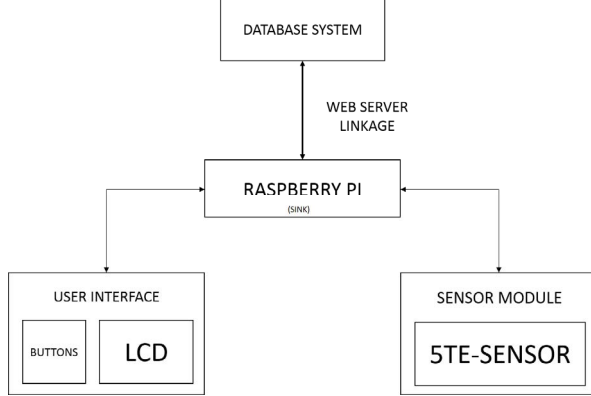 DATABASE SYSTEM
WEB SERVER
LINKAGE
RASPBERRY PI
(SINK)
USER INTERFACE
BUTTONS
LCD
SENSOR MODULE
5TE-SENSOR